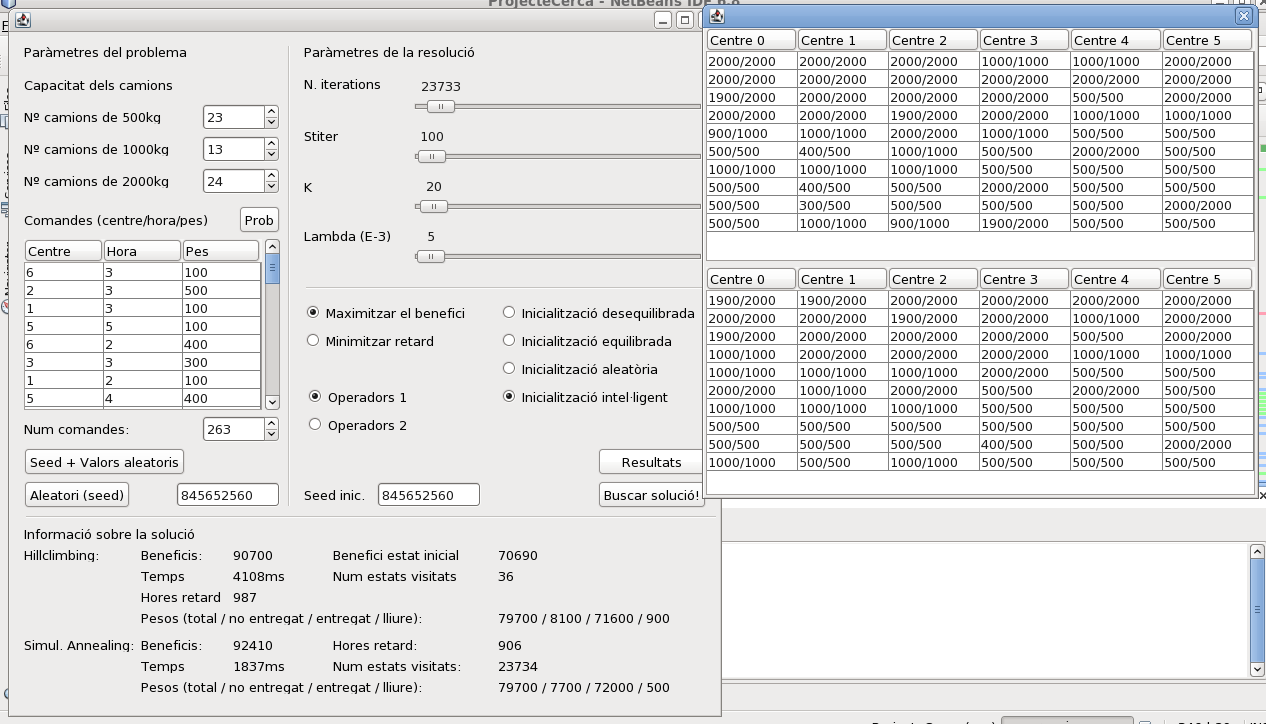 ProjecteCerca - NetBeans IDE 6.8
Paràmetres del problema
Capacitat dels camions
Nº camions de 500kg 23
Nº camions de 1000kg 13
Nº camions de 2000kg 24
Comandes (centre/hora/pes) Prob
Centre Hora Pes
6 3 100
2 3 500
1 3 100
5 5 100
6 2 400
3 3 300
1 2 100
5 4 400
Num comandes: 263
Seed + Valors aleatoris
Aleatori (seed) 845652560
Paràmetres de la resolució
N. iterations 23733
Stiter 100
K 20
Lambda (E-3) 5
Maximitzar el benefici
Minimitzar retard
Operadors 1
Operadors 2
Inicialització desequilibrada
Inicialització equilibrada
Inicialització aleatòria
Inicialització intel·ligent
Resultats
Seed inic. 845652560 Buscar solució!
Informació sobre la solució
Hillclimbing: Beneficis: 90700 Benefici estat inicial 70690
Temps 4108ms Num estats visitats 36
Hores retard 987
Pesos (total / no entregat / entregat / lliure): 79700 / 8100 / 71600 / 900
Simul. Annealing: Beneficis: 92410 Hores retard: 906
Temps 1837ms Num estats visitats: 23734
Pesos (total / no entregat / entregat / lliure): 79700 / 7700 / 72000 / 500
Centre 0 Centre 1 Centre 2 Centre 3 Centre 4 Centre 5
2000/2000 2000/2000 2000/2000 1000/1000 1000/1000 2000/2000
2000/2000 2000/2000 2000/2000 2000/2000 2000/2000 2000/2000
1900/2000 2000/2000 2000/2000 2000/2000 500/500 2000/2000
2000/2000 2000/2000 1900/2000 2000/2000 1000/1000 1000/1000
900/1000 1000/1000 2000/2000 1000/1000 500/500 500/500
500/500 400/500 1000/1000 500/500 2000/2000 500/500
1000/1000 1000/1000 1000/1000 500/500 500/500 500/500
500/500 400/500 500/500 2000/2000 500/500 500/500
500/500 300/500 500/500 500/500 500/500 2000/2000
500/500 1000/1000 900/1000 1900/2000 500/500 500/500
Centre 0 Centre 1 Centre 2 Centre 3 Centre 4 Centre 5
1900/2000 1900/2000 2000/2000 2000/2000 2000/2000 2000/2000
2000/2000 2000/2000 1900/2000 2000/2000 1000/1000 2000/2000
1900/2000 2000/2000 2000/2000 2000/2000 500/500 2000/2000
1000/1000 2000/2000 2000/2000 2000/2000 1000/1000 1000/1000
1000/1000 1000/1000 1000/1000 2000/2000 500/500 500/500
2000/2000 1000/1000 2000/2000 500/500 2000/2000 500/500
1000/1000 1000/1000 1000/1000 500/500 500/500 500/500
500/500 500/500 500/500 500/500 500/500 500/500
500/500 500/500 500/500 400/500 500/500 2000/2000
1000/1000 500/500 1000/1000 500/500 500/500 500/500